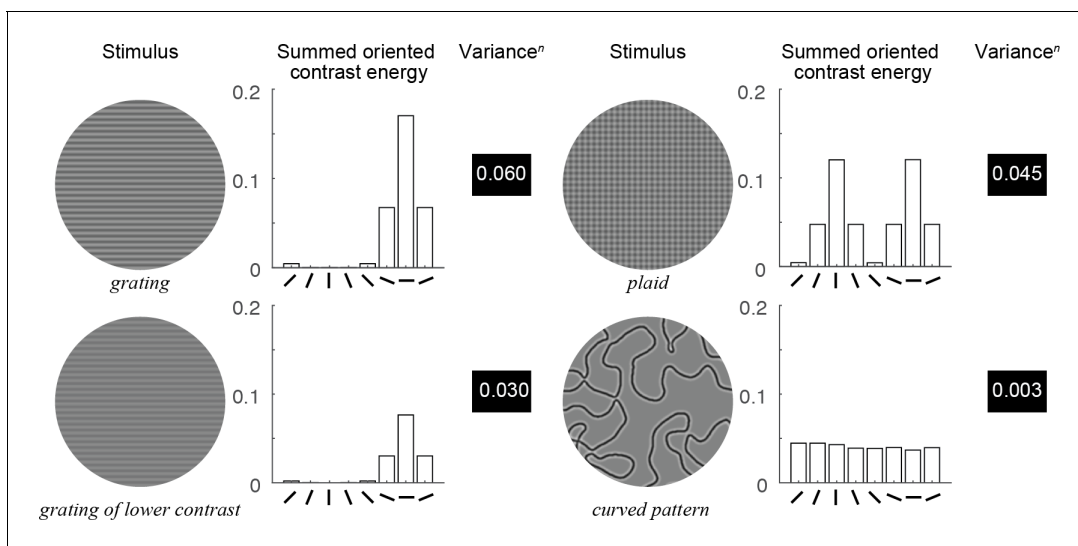 Stimulus
Summed oriented
contrast energy
Varianceⁿ
Stimulus
Summed oriented
contrast energy
Varianceⁿ
0.2
0.1
0
0.060
grating
0.2
0.1
0
0.045
plaid
0.2
0.1
0
0.030
grating of lower contrast
0.2
0.1
0
0.003
curved pattern